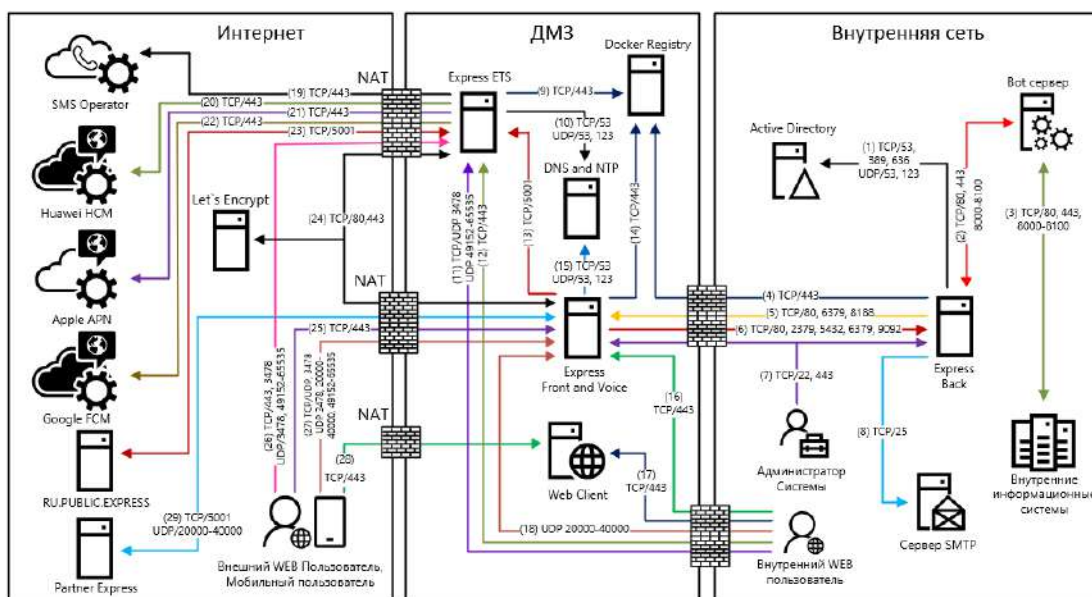 Интернет
ДМЗ
Внутренняя сеть
SMS Operator
Huawei HCM
Apple APN
Google FCM
RU.PUBLIC.EXPRESS
Partner Express
Let`s Encrypt
NAT
(19) TCP/443
(20) TCP/443
(21) TCP/443
(22) TCP/443
(23) TCP/5001
(24) TCP/80,443
NAT
(25) TCP/443
(26) TCP/443, 3478
UDP/3478, 49152-65535
(27) TCP/UDP, 3478
UDP 3478, 20000-
40000, 49152-65535
NAT
(28)
TCP/443
(29) TCP/5001
UDP/20000-40000
Внешний WEB Пользователь,
Мобильный пользователь
Express ETS
Docker Registry
(9) TCP/443
(10) TCP/53
UDP/53, 123
DNS and NTP
(11) TCP/UDP 3478
UDP 49152-65535
(12) TCP/443
(13) TCP/5001
(14) TCP/443
(15) TCP/53
UDP/53, 123
Express
Front and Voice
(16)
TCP/443
Web Client
(17)
TCP/443
(18) UDP 20000-40000
Active Directory
Bot сервер
(1) TCP/53,
389, 636
UDP/53, 123
(2) TCP/80, 443,
8000-8100
(3) TCP/80, 443,
8000-8100
(4) TCP/443
(5) TCP/80, 6379, 8188
(6) TCP/80, 2379, 5432, 6379, 9092
(7) TCP/22, 443
Express
Back
(8) TCP/25
Администратор
Системы
Внутренние
информационные
системы
Сервер SMTP
Внутренний WEB
пользователь